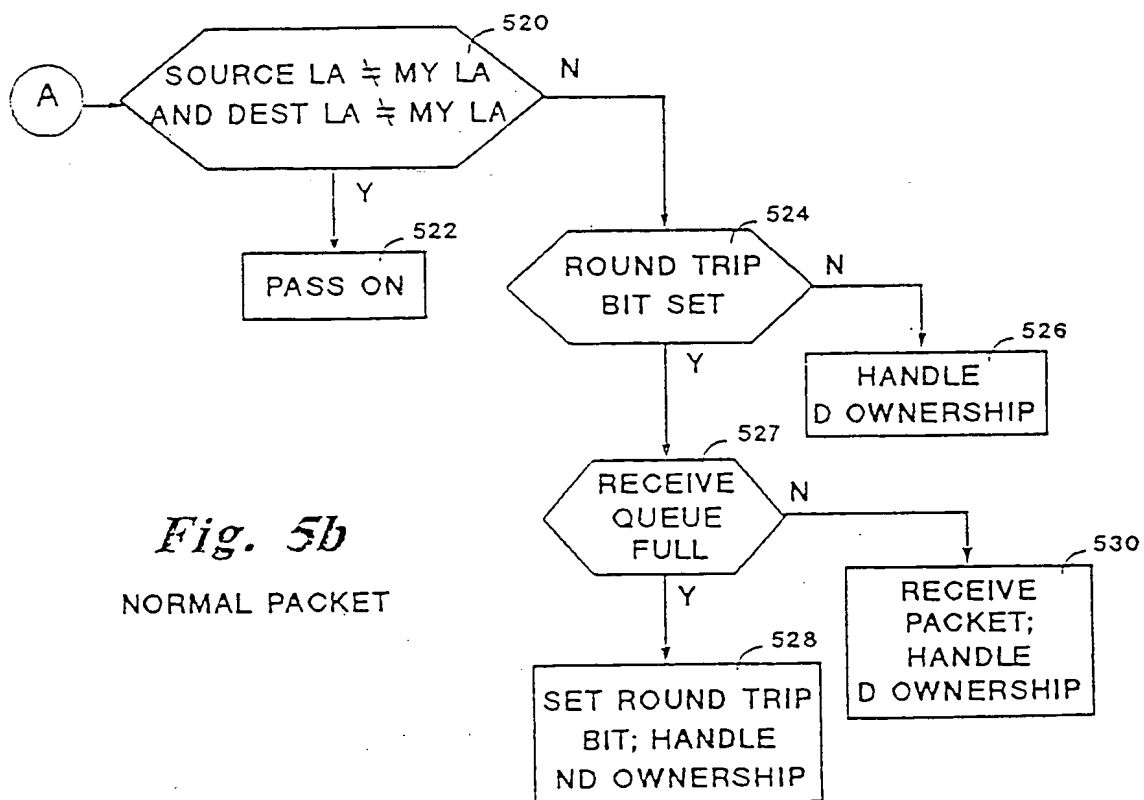 520
A
SOURCE LA ≒ MY LA
AND DEST LA ≒ MY LA
N
Y
522
PASS ON
524
ROUND TRIP
BIT SET
N
Y
526
HANDLE
D OWNERSHIP
527
RECEIVE
QUEUE
FULL
N
Y
Fig. 5b
NORMAL PACKET
530
RECEIVE
PACKET;
HANDLE
D OWNERSHIP
528
SET ROUND TRIP
BIT; HANDLE
ND OWNERSHIP